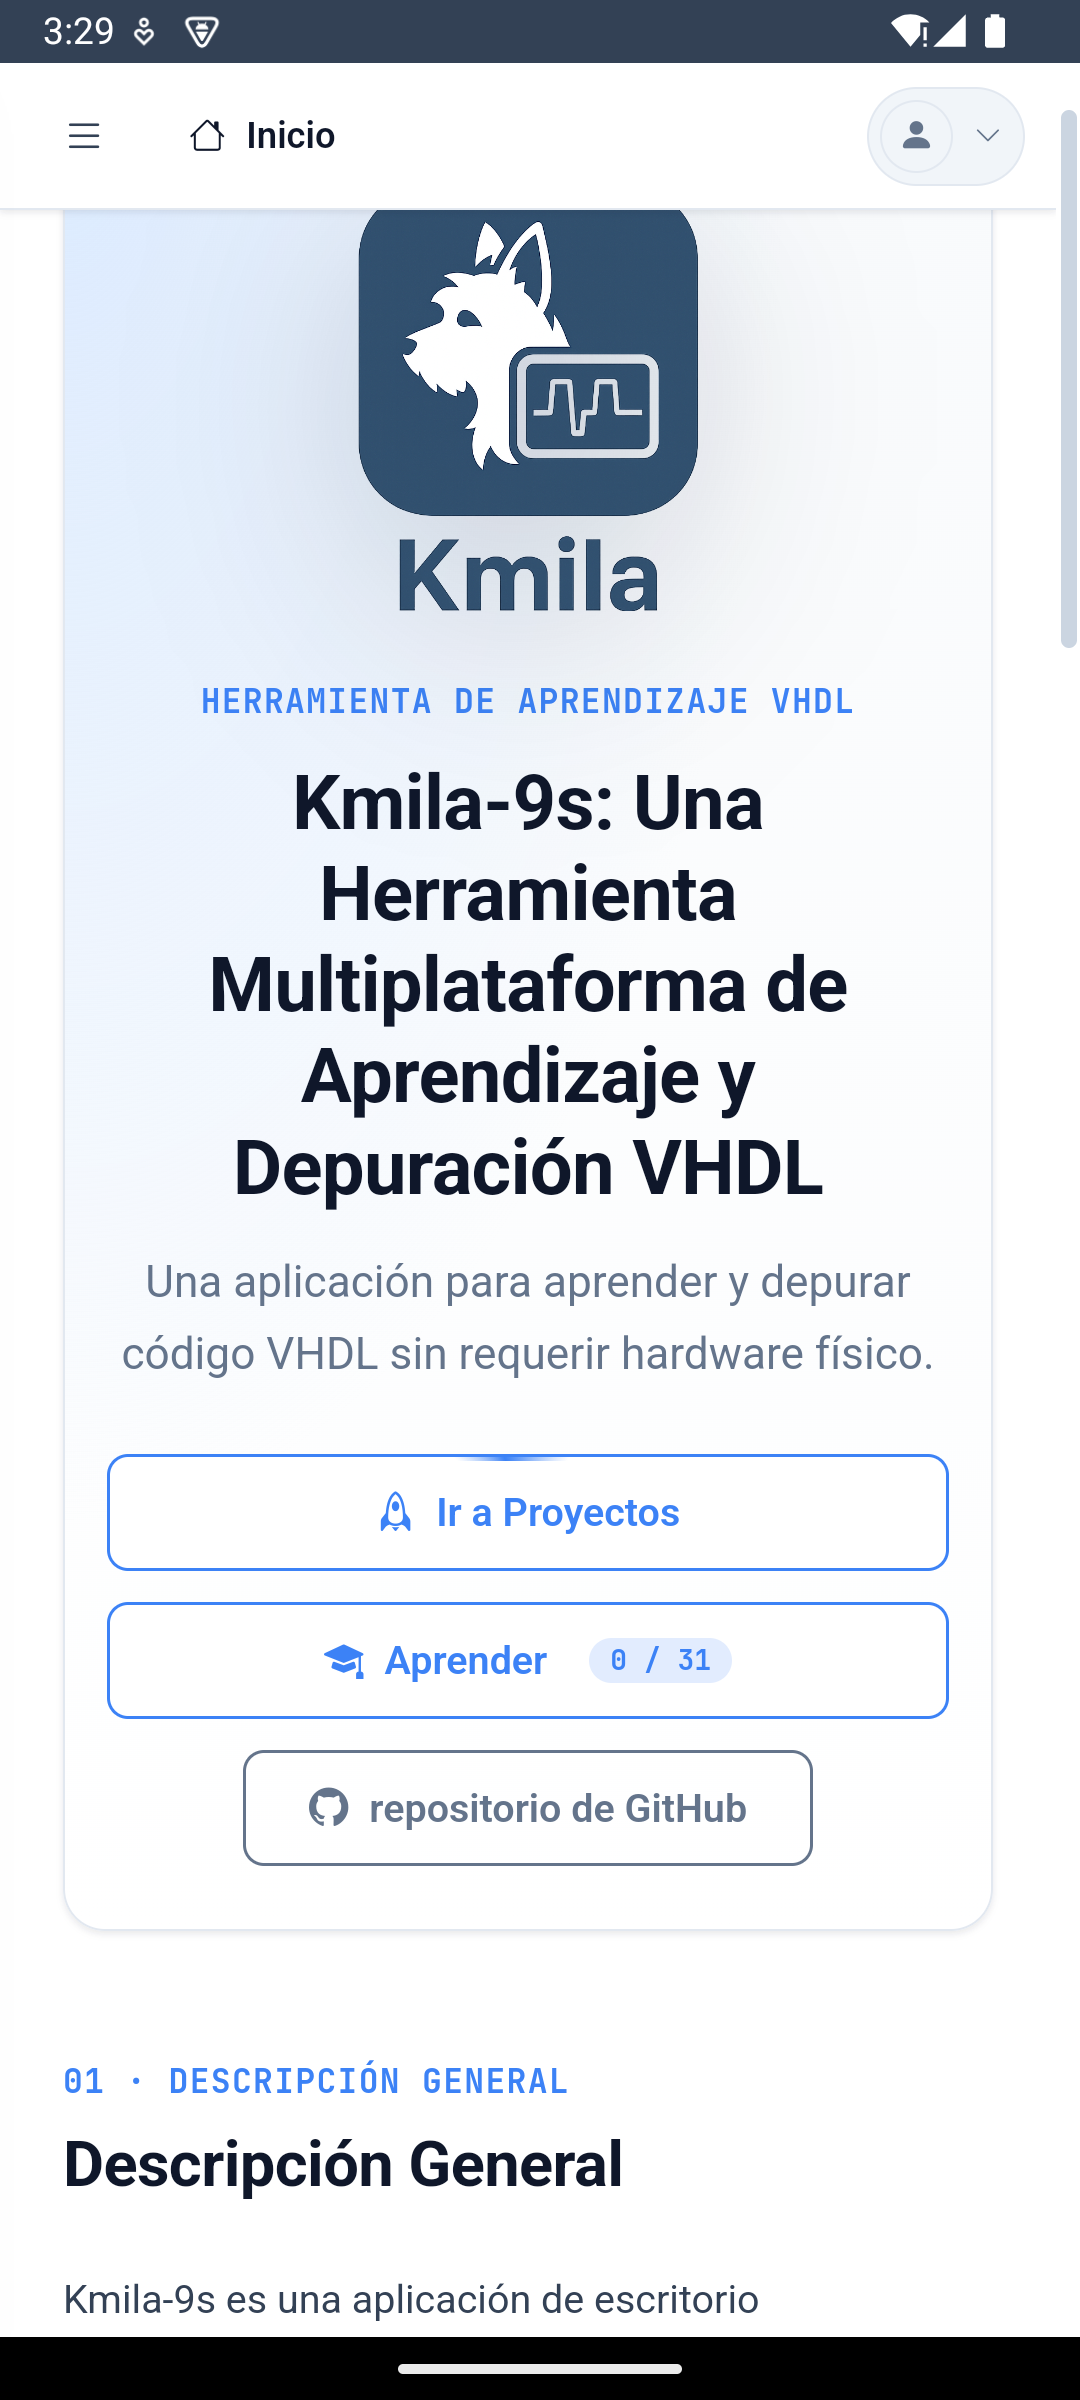 3:29
Inicio
Kmila
HERRAMIENTA DE APRENDIZAJE VHDL
Kmila-9s: Una
Herramienta
Multiplataforma de
Aprendizaje y
Depuración VHDL
Una aplicación para aprender y depurar
código VHDL sin requerir hardware físico.
Ir a Proyectos
Aprender 0 / 31
repositorio de GitHub
01 · DESCRIPCIÓN GENERAL
Descripción General
Kmila-9s es una aplicación de escritorio